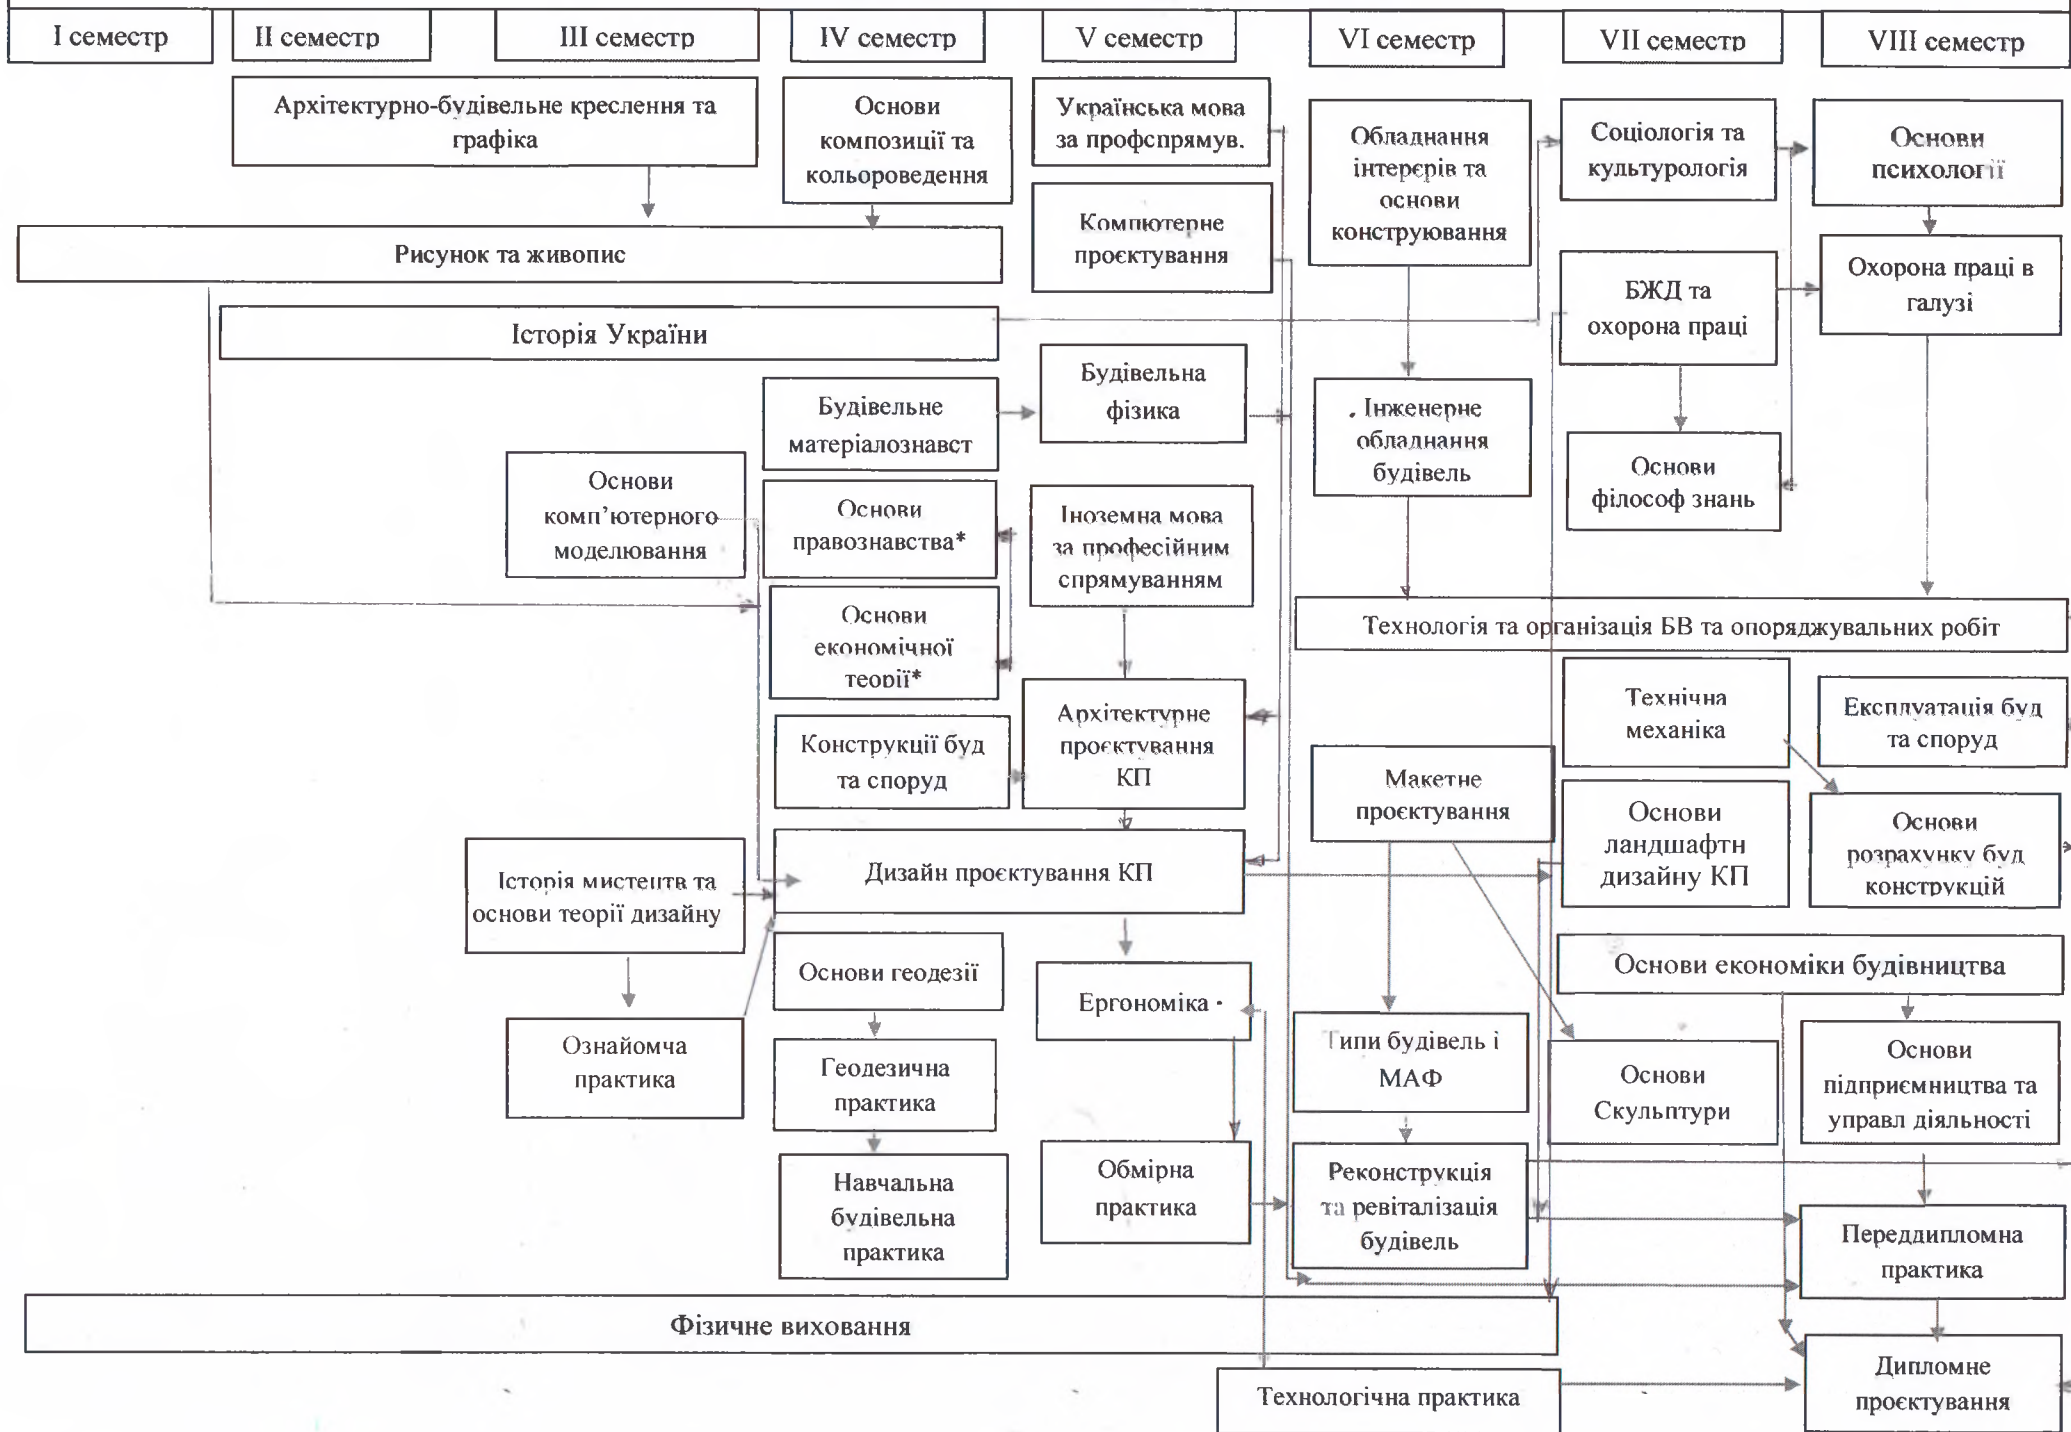 I семестр
II семестр
III семестр
IV семестр
V семестр
VI семестр
VII семестр
VIII семестр
Архітектурно-будівельне креслення та
графіка
Основи
композиції та
кольороведення
Українська мова
за профспрямув.
Обладнання
інтерєрів та
основи
конструювання
Соціологія та
культурологія
Основи
психології
Рисунок та живопис
Компютерне
проєктування
БЖД та
охорона праці
Охорона праці в
галузі
Історія України
Будівельне
матеріалознавст
Будівельна
фізика
Інженерне
обладнання
будівель
Основи
філософ знань
Основи
комп’ютерного
моделювання
Основи
правознавства*
Іноземна мова
за професійним
спрямуванням
Основи
економічної
теорії*
Технологія та організація БВ та опоряджувальних робіт
Конструкції буд
та споруд
Архітектурне
проєктування
КП
Макетне
проєктування
Технічна
механіка
Експлуатація буд
та споруд
Історія мистецтв та
основи теорії дизайну
Дизайн проєктування КП
Основи
ландшафтн
дизайну КП
Основи
розрахунку буд
конструкцій
Основи геодезії
Ергономіка
Основи економіки будівництва
Ознайомча
практика
Геодезична
практика
Типи будівель і
МАФ
Основи
Скульптури
Основи
підприємництва та
управл діяльності
Навчальна
будівельна
практика
Обмірна
практика
Реконструкція
та ревіталізація
будівель
Переддипломна
практика
Фізичне виховання
Технологічна практика
Дипломне
проєктування